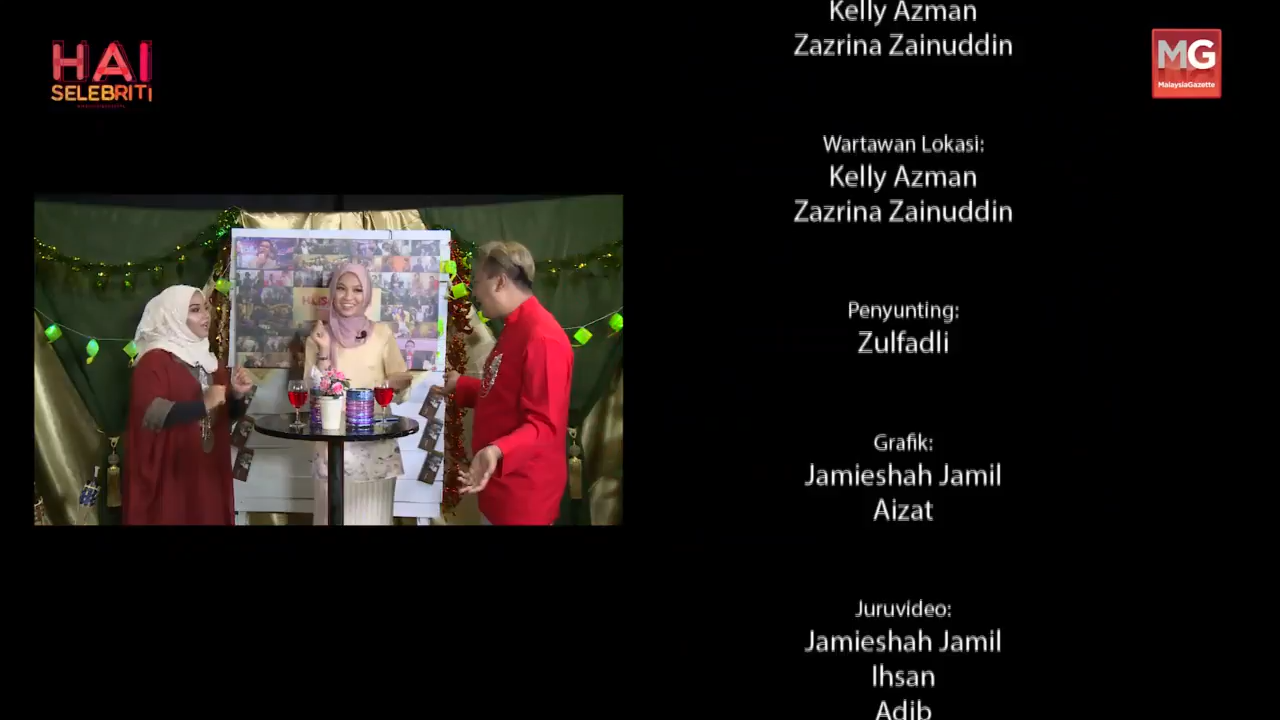 HAI
SELEBRITI
MG
MalaysiaGazette
Kelly Azman
Zazrina Zainuddin
Wartawan Lokasi:
Kelly Azman
Zazrina Zainuddin
Penyunting:
Zulfadli
Grafik:
Jamieshah Jamil
Aizat
Juruvideo:
Jamieshah Jamil
Ihsan
Adib